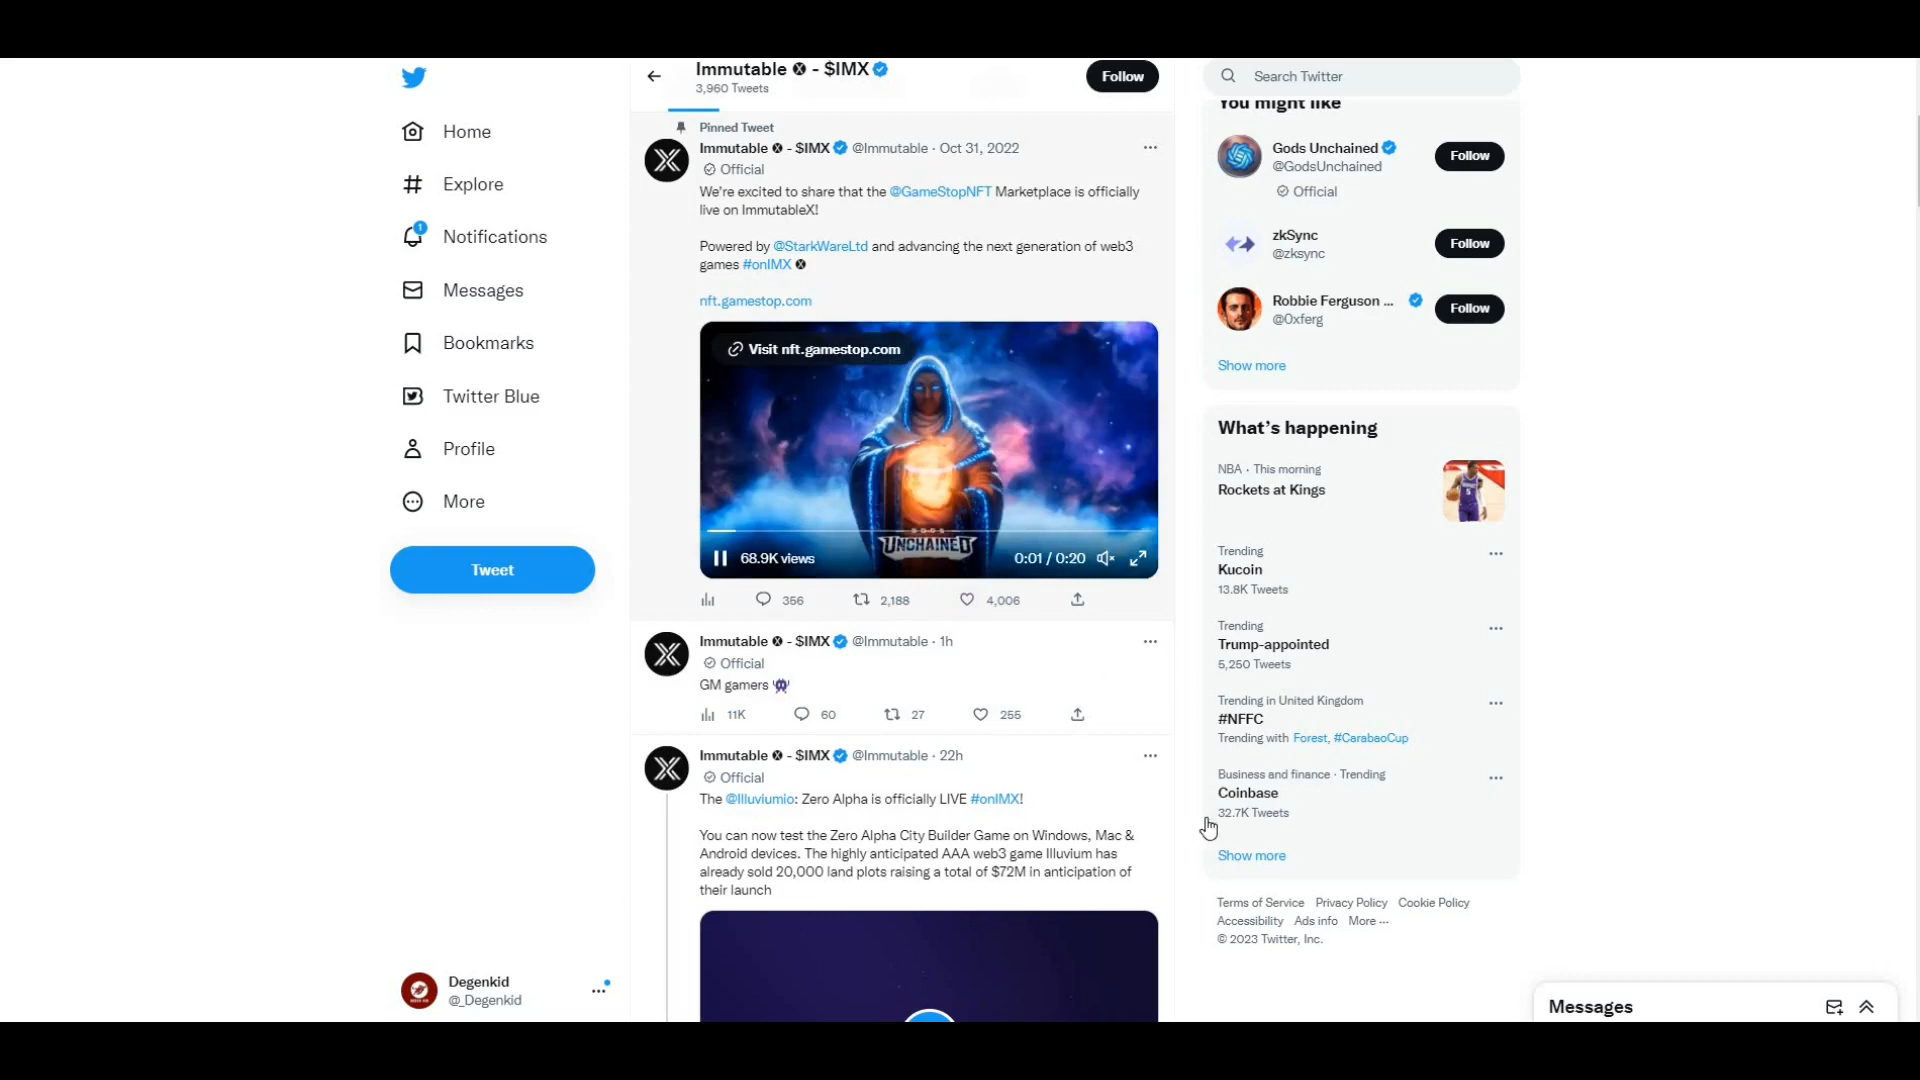 Home
Explore
1
Notifications
Messages
Bookmarks
Twitter Blue
Profile
More
Tweet
Degenkid
@_Degenkid
Immutable - $IMX
3,960 Tweets
Follow
Pinned Tweet
Immutable - $IMX @Immutable · Oct 31, 2022
Official
We're excited to share that the @GameStopNFT Marketplace is officially
live on ImmutableX!
Powered by @StarkWareLtd and advancing the next generation of web3
games #onIMX
nft.gamestop.com
Visit nft.gamestop.com
GODS
UNCHAINED
68.9K views
0:01 / 0:20
356 2,188 4,006
Immutable - $IMX @Immutable · 1h
Official
GM gamers
11K 60 27 255
Immutable - $IMX @Immutable · 22h
Official
The @Illuviumio: Zero Alpha is officially LIVE #onIMX!
You can now test the Zero Alpha City Builder Game on Windows, Mac &
Android devices. The highly anticipated AAA web3 game Illuvium has
already sold 20,000 land plots raising a total of $72M in anticipation of
their launch
Search Twitter
You might like
Gods Unchained
@GodsUnchained
Official
Follow
zkSync
@zksync
Follow
Robbie Ferguson ...
@0xferg
Follow
Show more
What's happening
NBA · This morning
Rockets at Kings
Trending
Kucoin
13.8K Tweets
Trending
Trump-appointed
5,250 Tweets
Trending in United Kingdom
#NFFC
Trending with Forest, #CarabaoCup
Business and finance · Trending
Coinbase
32.7K Tweets
Show more
Terms of Service Privacy Policy Cookie Policy
Accessibility Ads info More ...
© 2023 Twitter, Inc.
Messages